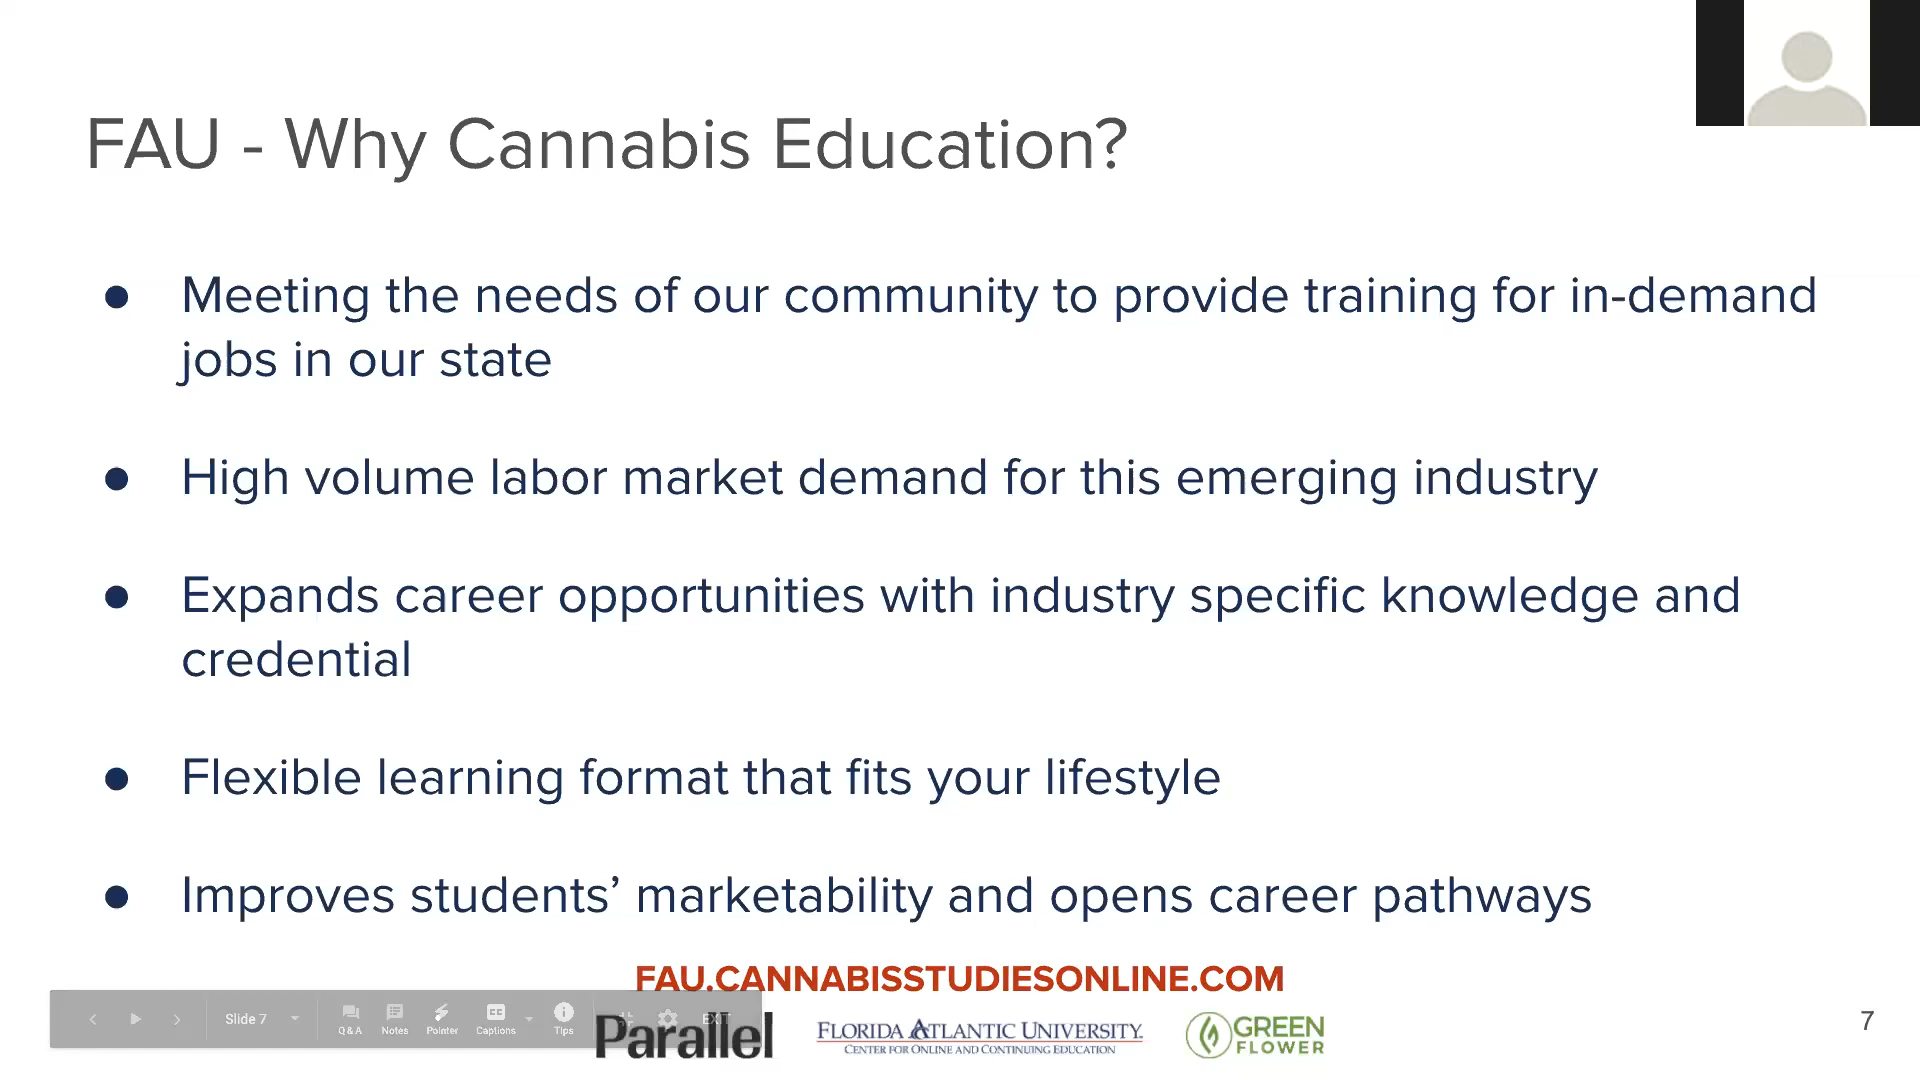 FAU - Why Cannabis Education?
● Meeting the needs of our community to provide training for in-demand
jobs in our state
● High volume labor market demand for this emerging industry
● Expands career opportunities with industry specific knowledge and
credential
● Flexible learning format that fits your lifestyle
● Improves students’ marketability and opens career pathways
FAU.CANNABISSTUDIESONLINE.COM
Slide 7
Q & A Notes Pointer Captions Tips EXIT
CC
Parallel
FLORIDA ATLANTIC UNIVERSITY.
CENTER FOR ONLINE AND CONTINUING EDUCATION
GREEN
FLOWER
7